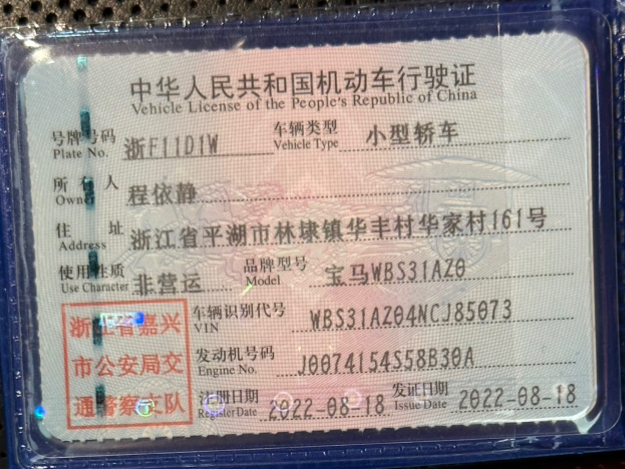 中华人民共和国机动车行驶证
Vehicle License of the People's Republic of China
号牌号码 浙F11D1W 车辆类型 小型轿车
Plate No. Vehicle Type
所有人 程依静
Owner
住址 浙江省平湖市林埭镇华丰村华家村161号
Address
使用性质 非营运 品牌型号 宝马WBS31AZ0
Use Character Model
浙江省嘉兴
市公安局交
通警察支队
车辆识别代号 WBS31AZ04NCJ85073
VIN
发动机号码 J0074154S58B30A
Engine No.
注册日期 2022-08-18 发证日期 2022-08-18
Register Date Issue Date